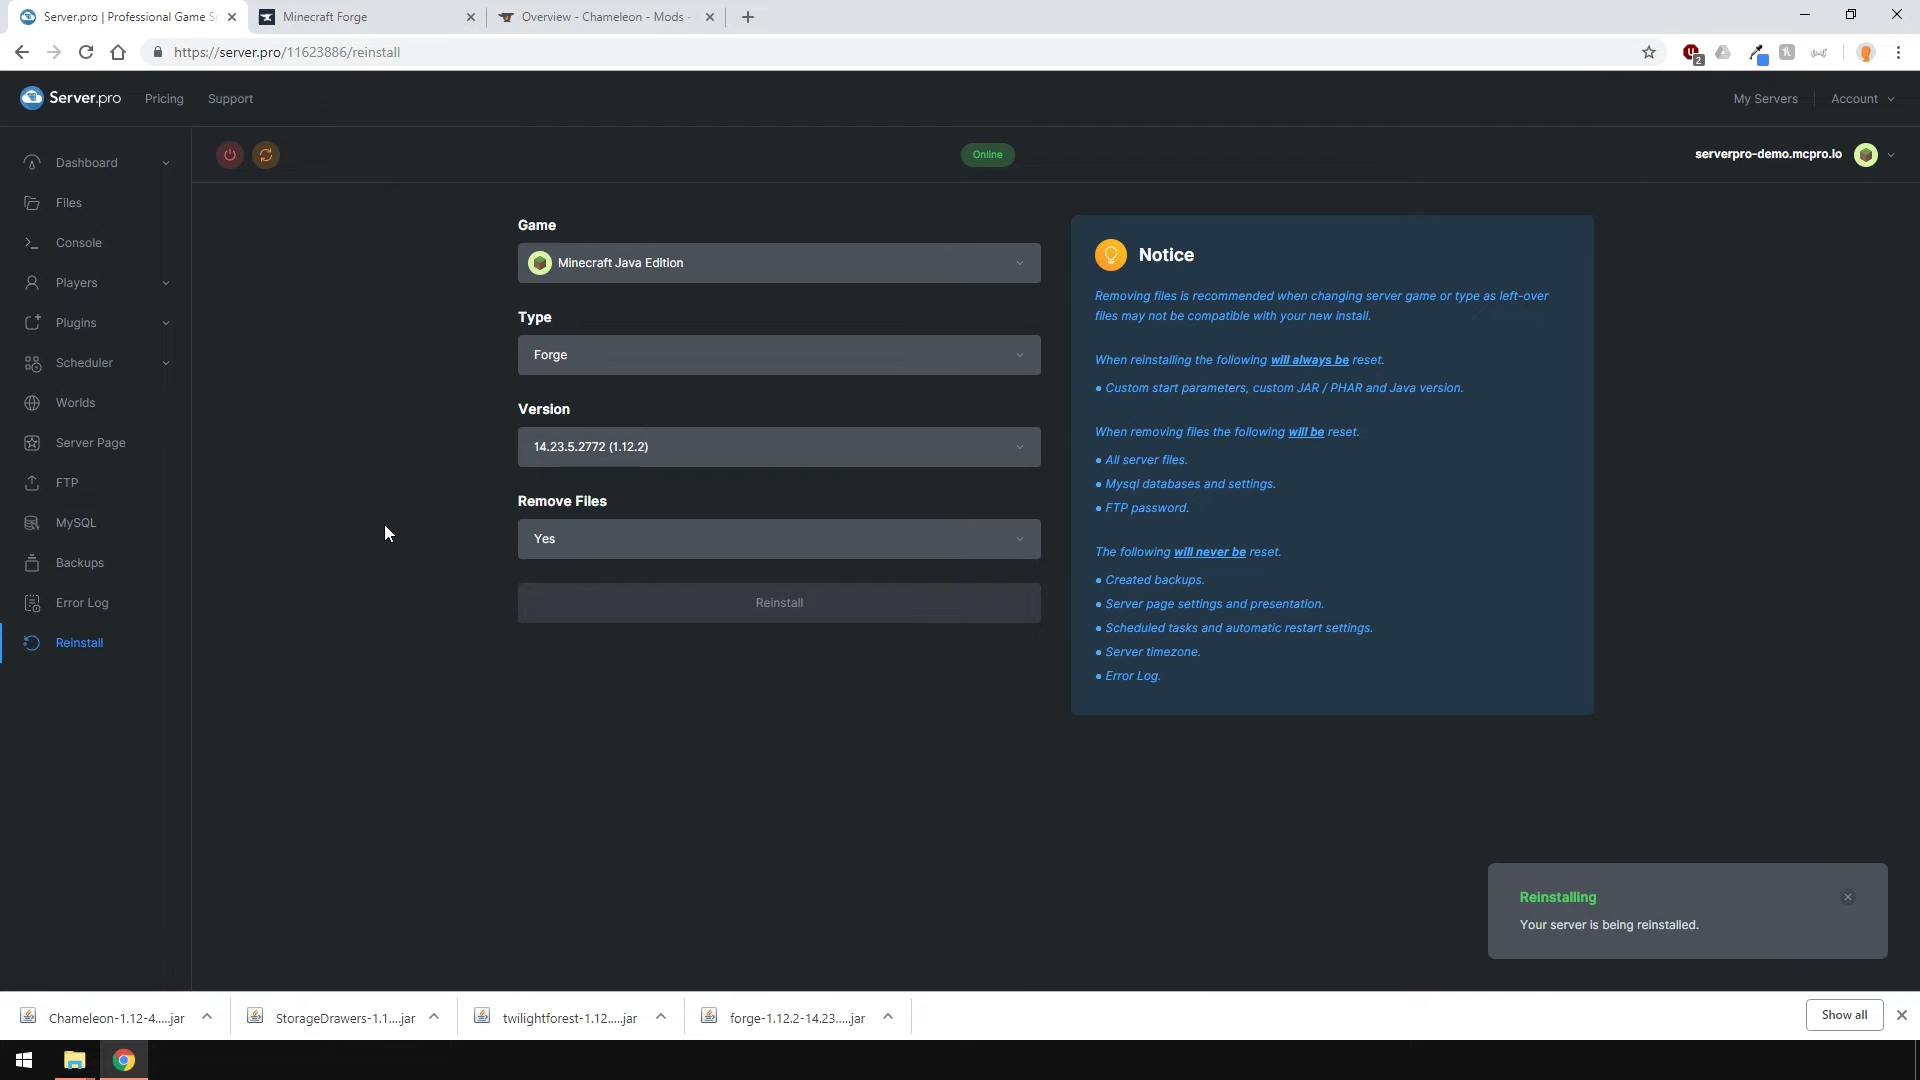 Server.pro | Professional Game S
Minecraft Forge
Overview - Chameleon - Mods -
https://server.pro/11623886/reinstall
2
Server.pro
Pricing
Support
My Servers
Account
Online
serverpro-demo.mcpro.io
Dashboard
Files
Console
Players
Plugins
Scheduler
Worlds
Server Page
FTP
MySQL
Backups
Error Log
Reinstall
Game
Minecraft Java Edition
Type
Forge
Version
14.23.5.2772 (1.12.2)
Remove Files
Yes
Reinstall
Notice
Removing files is recommended when changing server game or type as left-over
files may not be compatible with your new install.
When reinstalling the following will always be reset.
• Custom start parameters, custom JAR / PHAR and Java version.
When removing files the following will be reset.
• All server files.
• Mysql databases and settings.
• FTP password.
The following will never be reset.
• Created backups.
• Server page settings and presentation.
• Scheduled tasks and automatic restart settings.
• Server timezone.
• Error Log.
Reinstalling
Your server is being reinstalled.
Chameleon-1.12-4.....jar
StorageDrawers-1.1....jar
twilightforest-1.12.....jar
forge-1.12.2-14.23.....jar
Show all